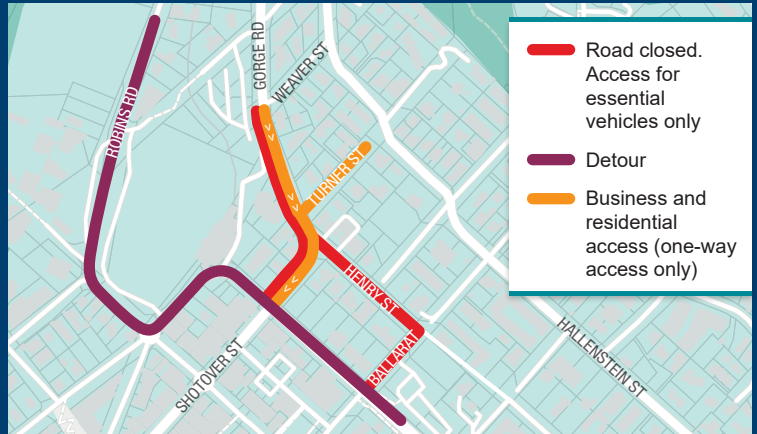 GORGE RD
WEAVER ST
ROBINS RD
TURNER ST
HENRY ST
BALLARAT
SHOTOVER ST
HALLENSTEIN ST
Road closed.
Access for
essential
vehicles only
Detour
Business and
residential
access (one-way
access only)